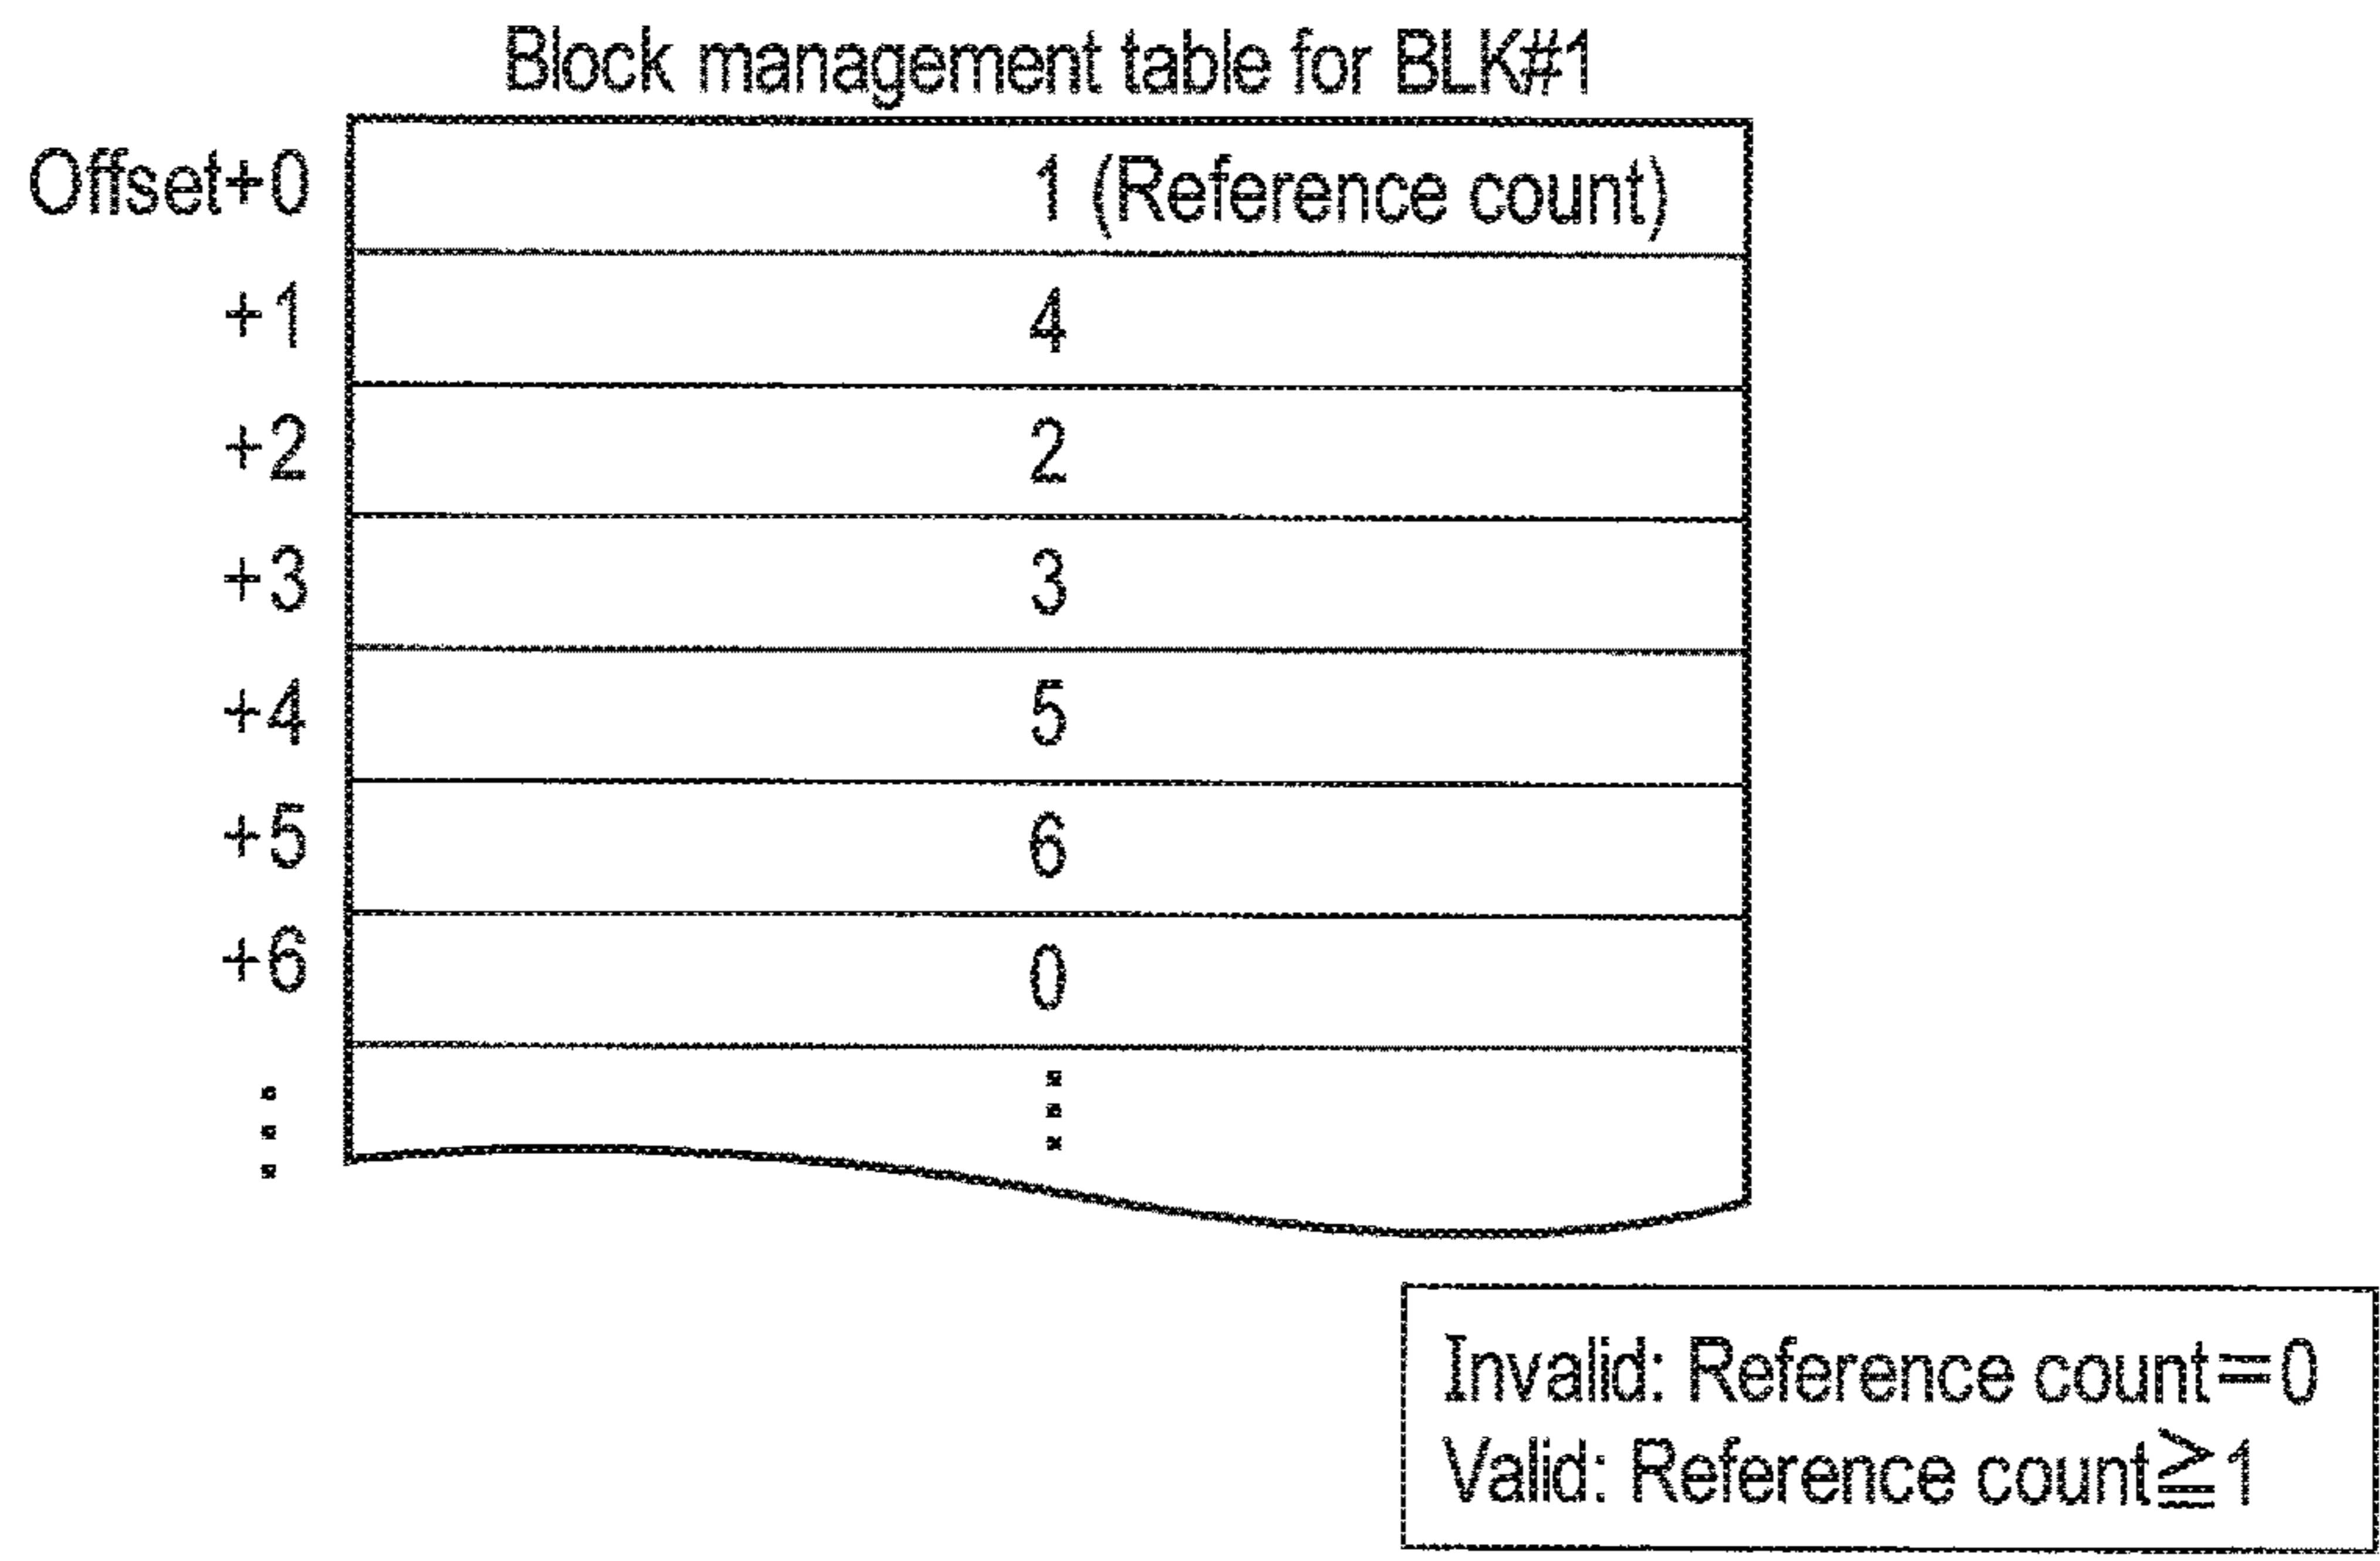 Block management table for BLK#1
Offset+0 1 (Reference count)
+1 4
+2 2
+3 3
+4 5
+5 6
+6 0
Invalid: Reference count=0
Valid: Reference count≧1